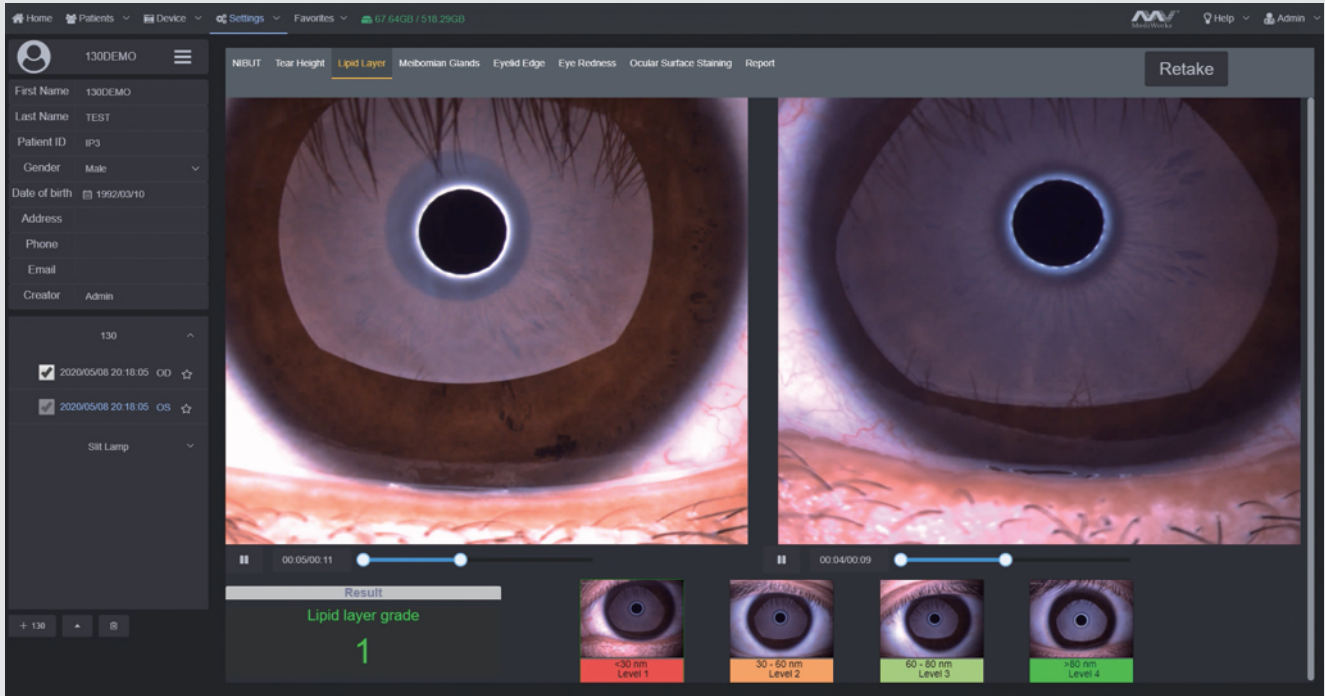 Home Patients Device Settings Favorites 67.64GB / 518.29GB MediWorks Help Admin
130DEMO
NIBUT Tear Height Lipid Layer Meibomian Glands Eyelid Edge Eye Redness Ocular Surface Staining Report
Retake
First Name 130DEMO
Last Name TEST
Patient ID IP3
Gender Male
Date of birth 1992/03/10
Address
Phone
Email
Creator Admin
130
2020/05/08 20:18:05 OD
2020/05/08 20:18:05 OS
Slit Lamp
+ 130
00:05/00:11
00:04/00:09
Result
Lipid layer grade
1
<30 nm
Level 1
30 - 60 nm
Level 2
60 - 80 nm
Level 3
>80 nm
Level 4